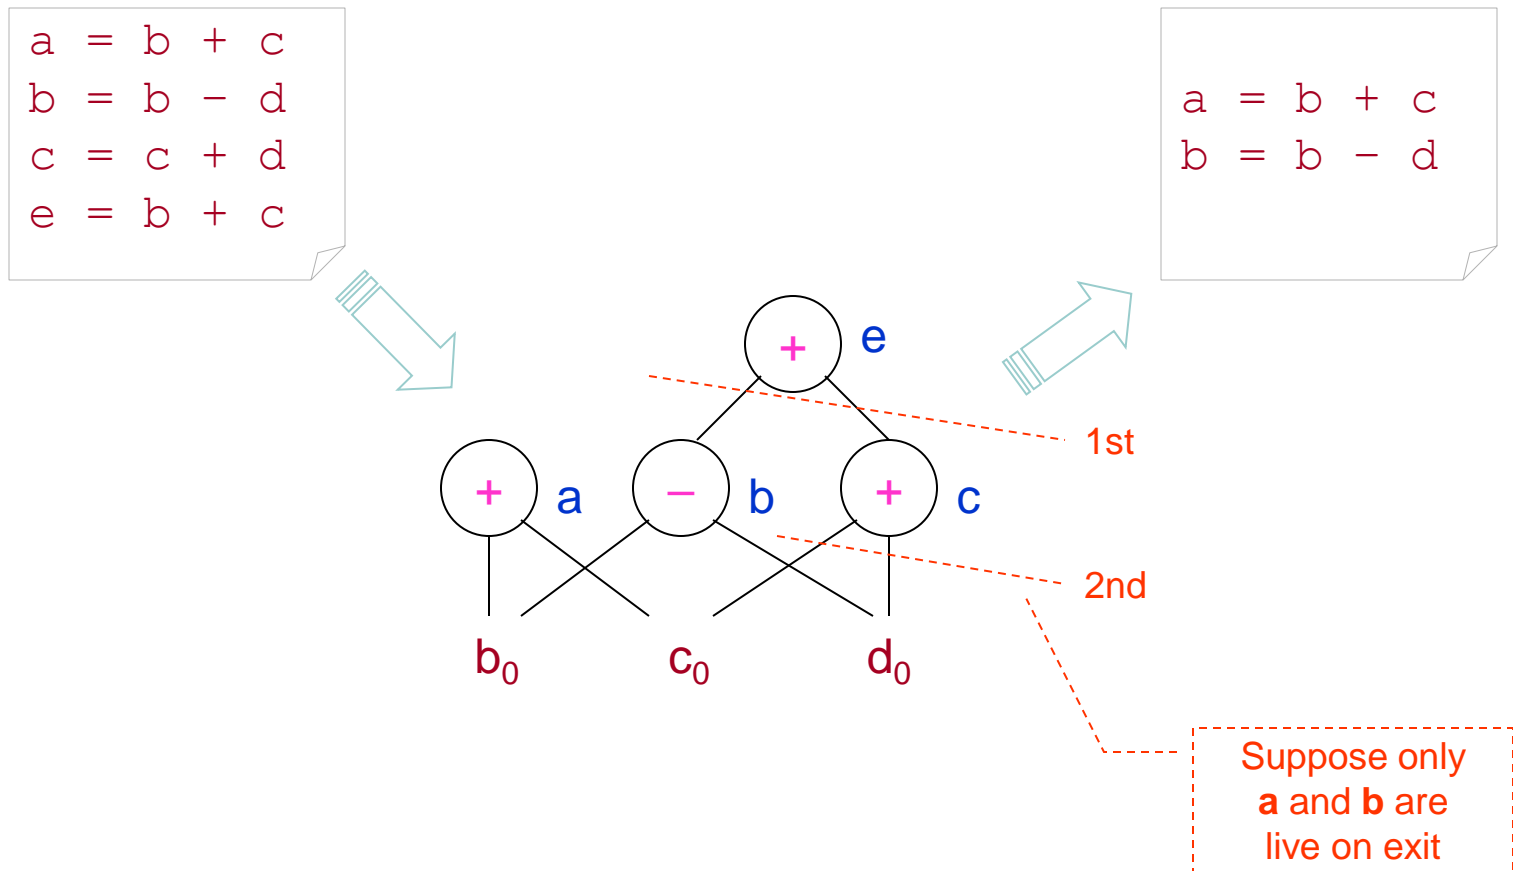 a = b + c
b = b - d
c = c + d
e = b + c
a = b + c
b = b - d
+ e
1st
+ a − b + c
2nd
b₀ c₀ d₀
Suppose only
a and b are
live on exit